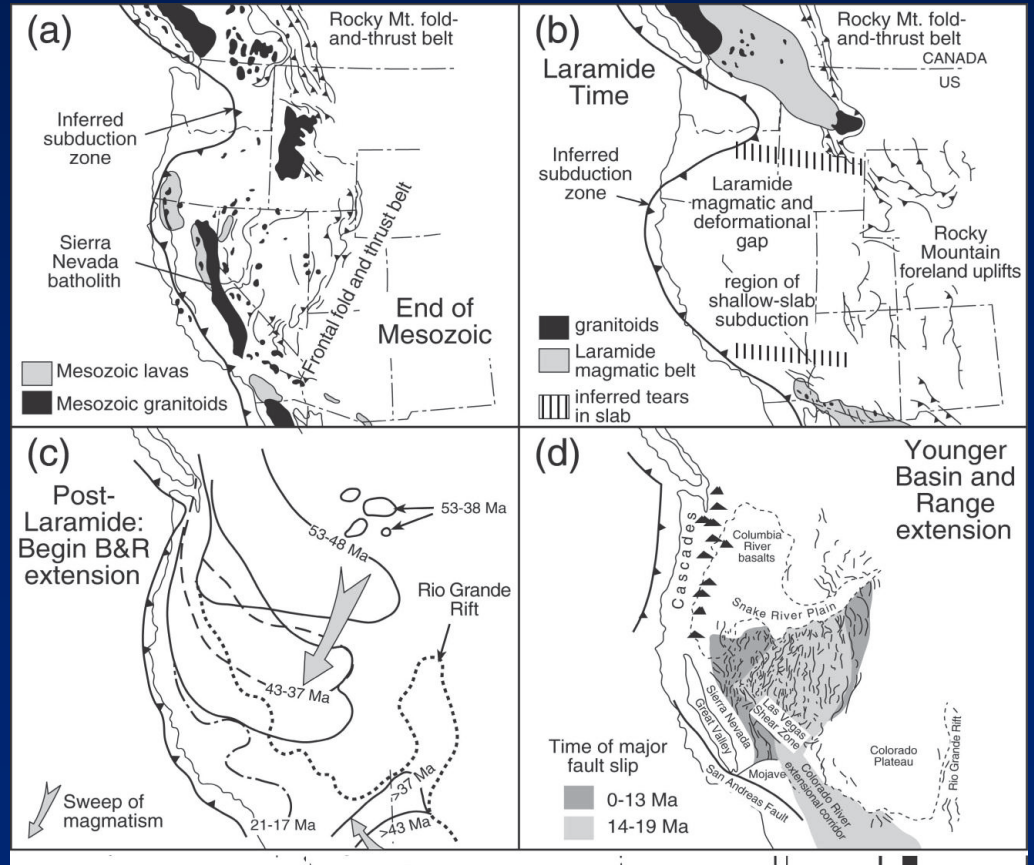 (a)
Rocky Mt. fold-
and-thrust belt
Inferred
subduction
zone
Sierra
Nevada
batholith
Frontal fold and thrust belt
End of
Mesozoic
Mesozoic lavas
Mesozoic granitoids
(b)
Laramide
Time
Rocky Mt. fold-
and-thrust belt
CANADA
US
Inferred
subduction
zone
Laramide
magmatic and
deformational
gap
Rocky
Mountain
foreland uplifts
region of
shallow-slab
subduction
granitoids
Laramide
magmatic belt
inferred tears
in slab
(c)
Post-
Laramide:
Begin B&R
extension
53-38 Ma
53-48 Ma
Rio Grande
Rift
43-37 Ma
>37 Ma
>43 Ma
21-17 Ma
Sweep of
magmatism
(d)
Younger
Basin and
Range
extension
Cascades
Columbia
River
basalts
Snake River Plain
Sierra Nevada
Great Valley
Las Vegas
Shear Zone
Mojave
San Andreas Fault
Colorado River
extensional corridor
Colorado
Plateau
Rio Grande Rift
Time of major
fault slip
0-13 Ma
14-19 Ma